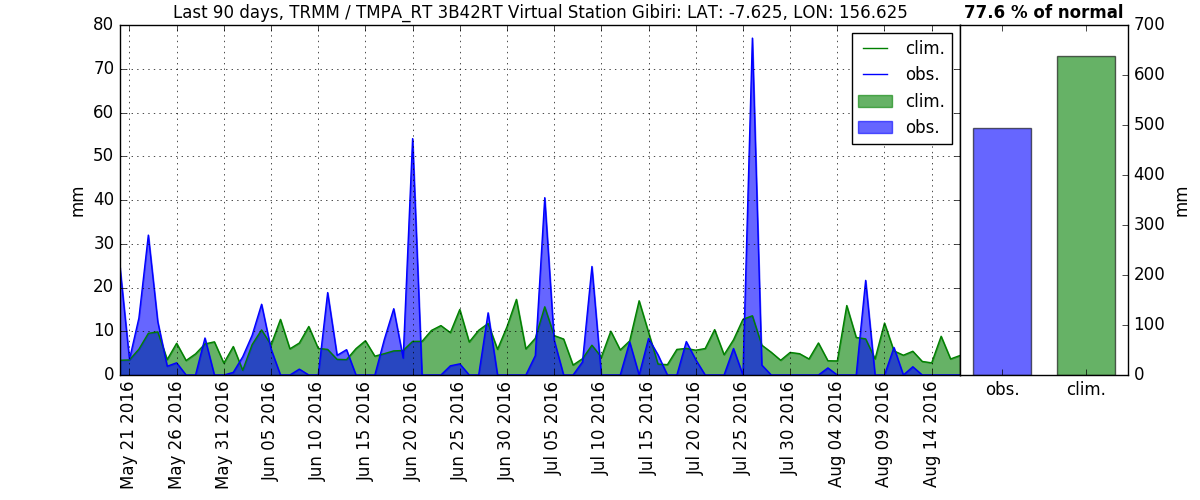 Last 90 days, TRMM / TMPA_RT 3B42RT Virtual Station Gibiri: LAT: -7.625, LON: 156.625
77.6 % of normal
80
70
60
50
40
30
20
10
0
mm
clim.
obs.
clim.
obs.
May 21 2016
May 26 2016
May 31 2016
Jun 05 2016
Jun 10 2016
Jun 15 2016
Jun 20 2016
Jun 25 2016
Jun 30 2016
Jul 05 2016
Jul 10 2016
Jul 15 2016
Jul 20 2016
Jul 25 2016
Jul 30 2016
Aug 04 2016
Aug 09 2016
Aug 14 2016
700
600
500
400
300
200
100
0
mm
obs.
clim.